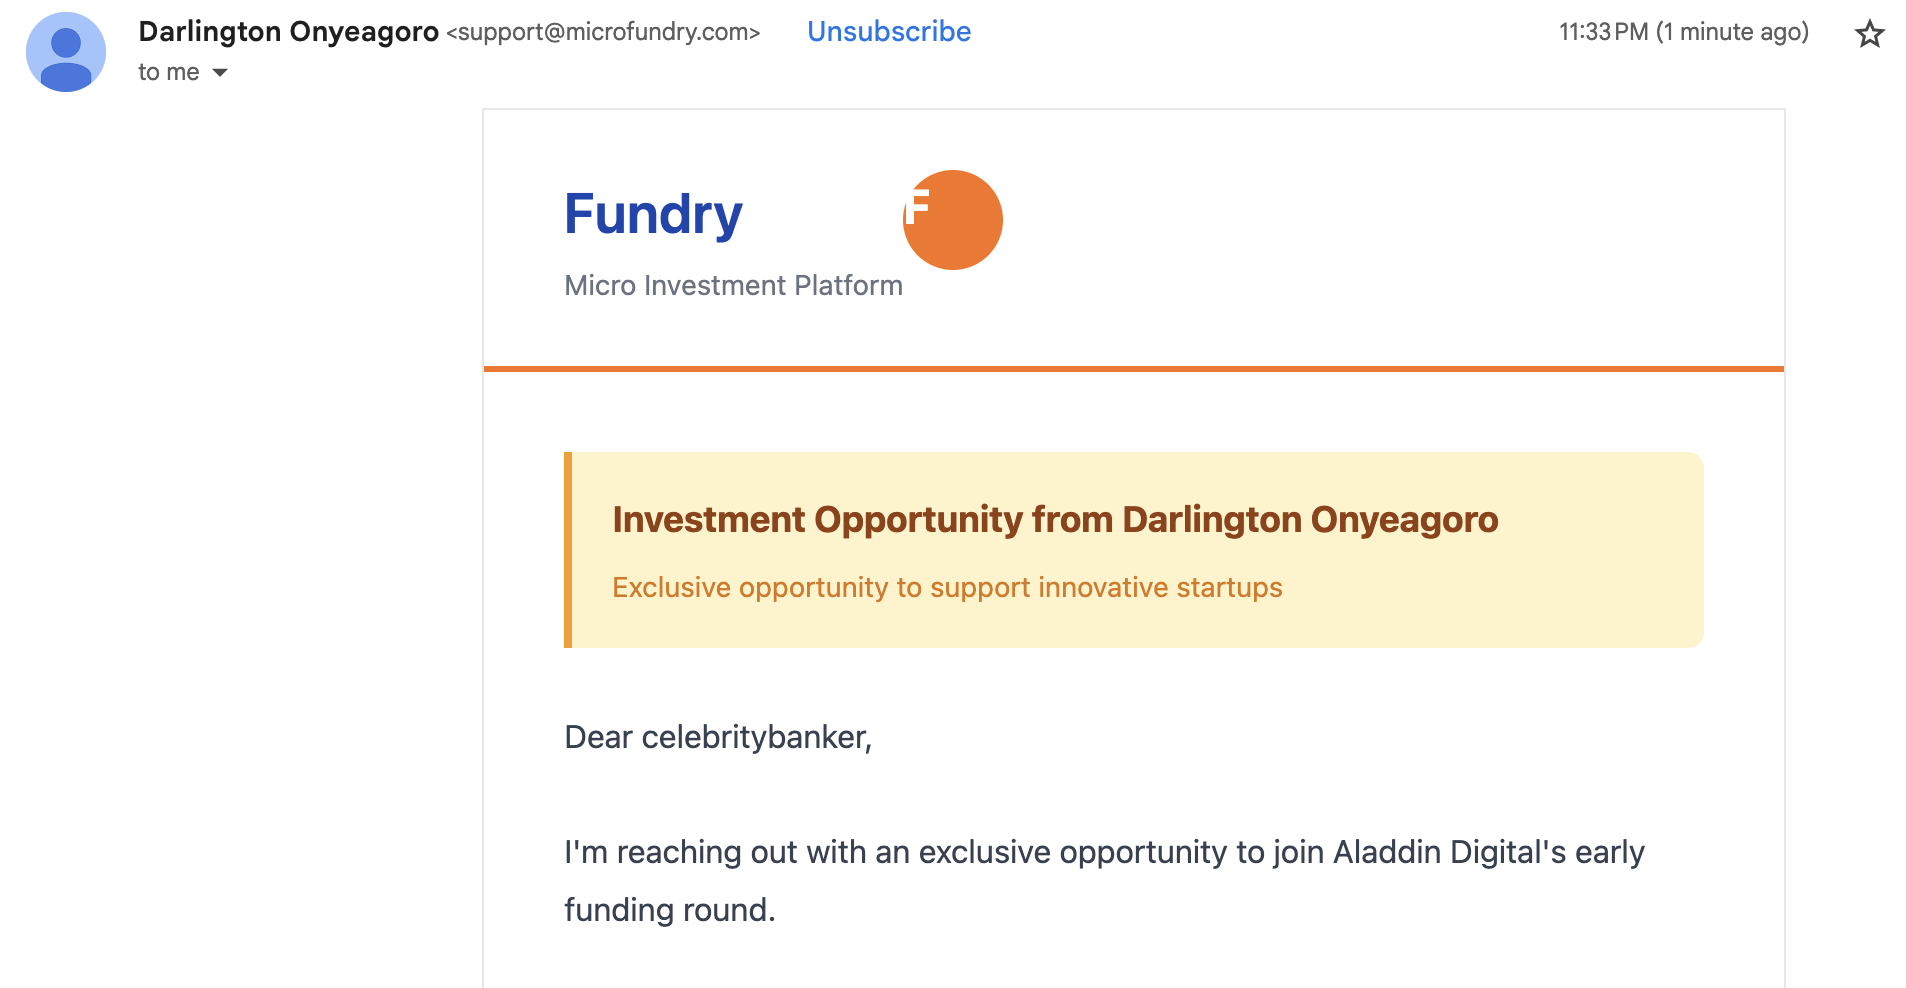 Darlington Onyeagoro <support@microfundry.com> Unsubscribe 11:33 PM (1 minute ago)
to me
Fundry
F
Micro Investment Platform
Investment Opportunity from Darlington Onyeagoro
Exclusive opportunity to support innovative startups
Dear celebritybanker,
I'm reaching out with an exclusive opportunity to join Aladdin Digital's early
funding round.